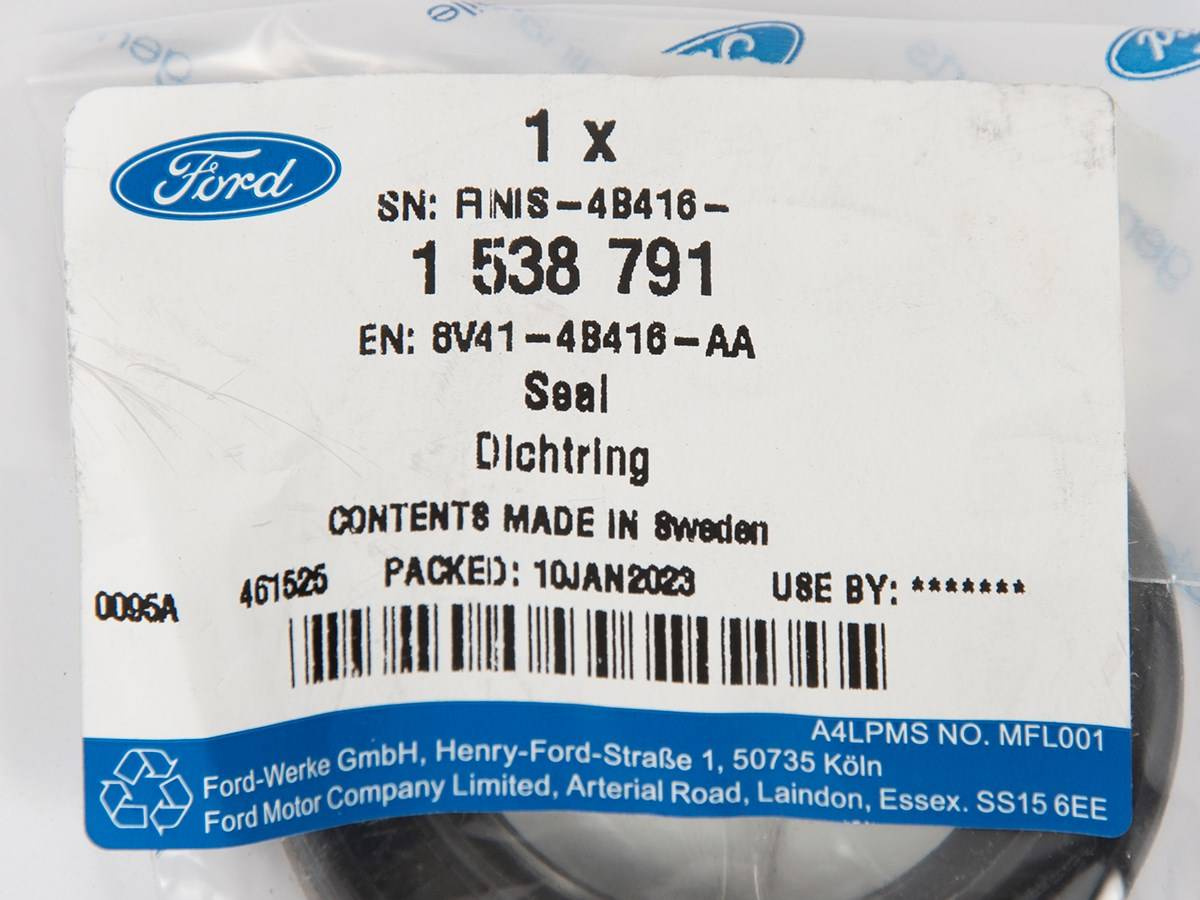 Ford
1 x
SN: FINIS-4B416-
1 538 791
EN: 8V41-4B416-AA
Seal
Dichtring
CONTENTS MADE IN Sweden
0095A 461525 PACKED: 10JAN2023 USE BY: *******
A4LPMS NO. MFL001
Ford-Werke GmbH, Henry-Ford-Straße 1, 50735 Köln
Ford Motor Company Limited, Arterial Road, Laindon, Essex. SS15 6EE